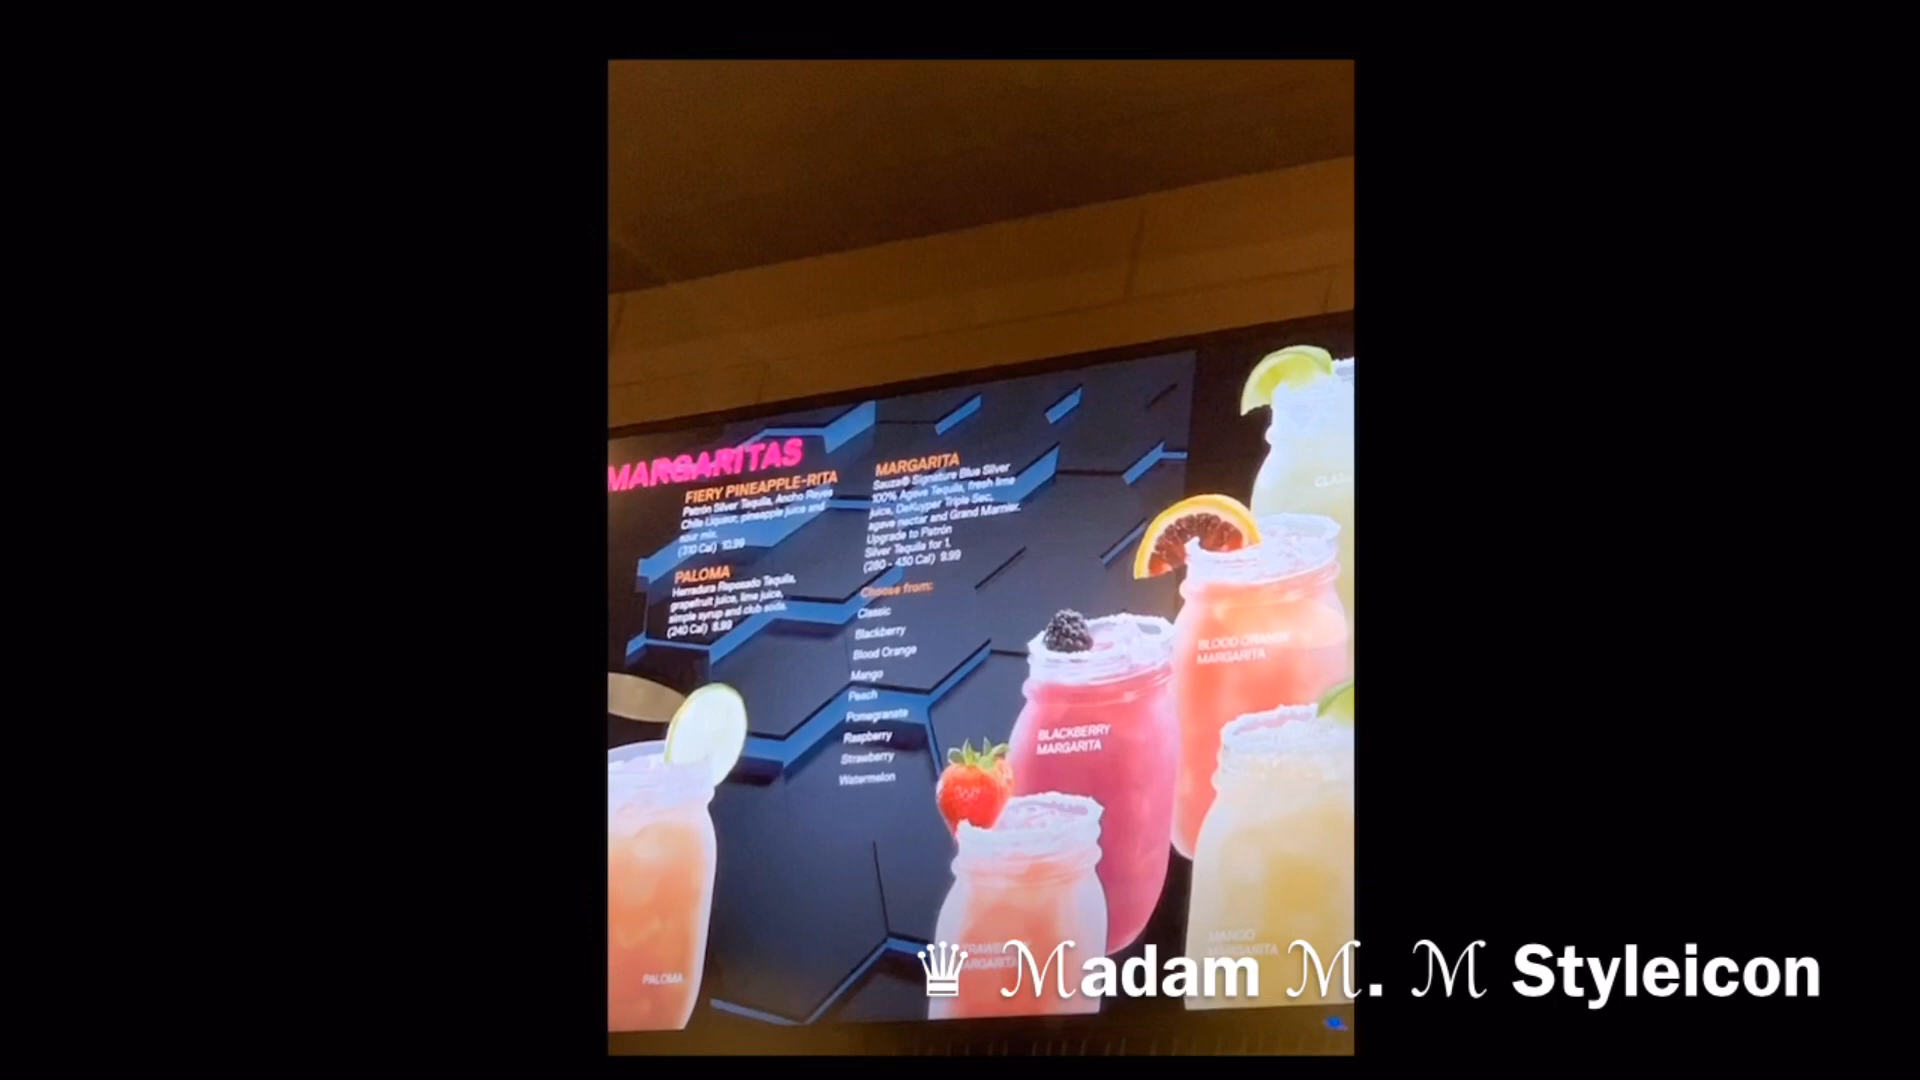 MARGARITAS
FIERY PINEAPPLE-RITA
Patrón Silver Tequila, Ancho Reyes
Chile Liqueur, pineapple juice and
sour mix.
(310 Cal) 10.99
PALOMA
Herradura Reposado Tequila,
grapefruit juice, lime juice,
simple syrup and club soda.
(240 Cal) 8.99
MARGARITA
Sauza® Signature Blue Silver
100% Agave Tequila, fresh lime
juice, DeKuyper Triple Sec,
agave nectar and Grand Marnier.
Upgrade to Patrón
Silver Tequila for 1.
(280 - 430 Cal) 9.99
Choose from:
Classic
Blackberry
Blood Orange
Mango
Peach
Pomegranate
Raspberry
Strawberry
Watermelon
BLOOD ORANGE
MARGARITA
BLACKBERRY
MARGARITA
MANGO
MARGARITA
PALOMA
♛ ℳadam ℳ. ℳ Styleicon